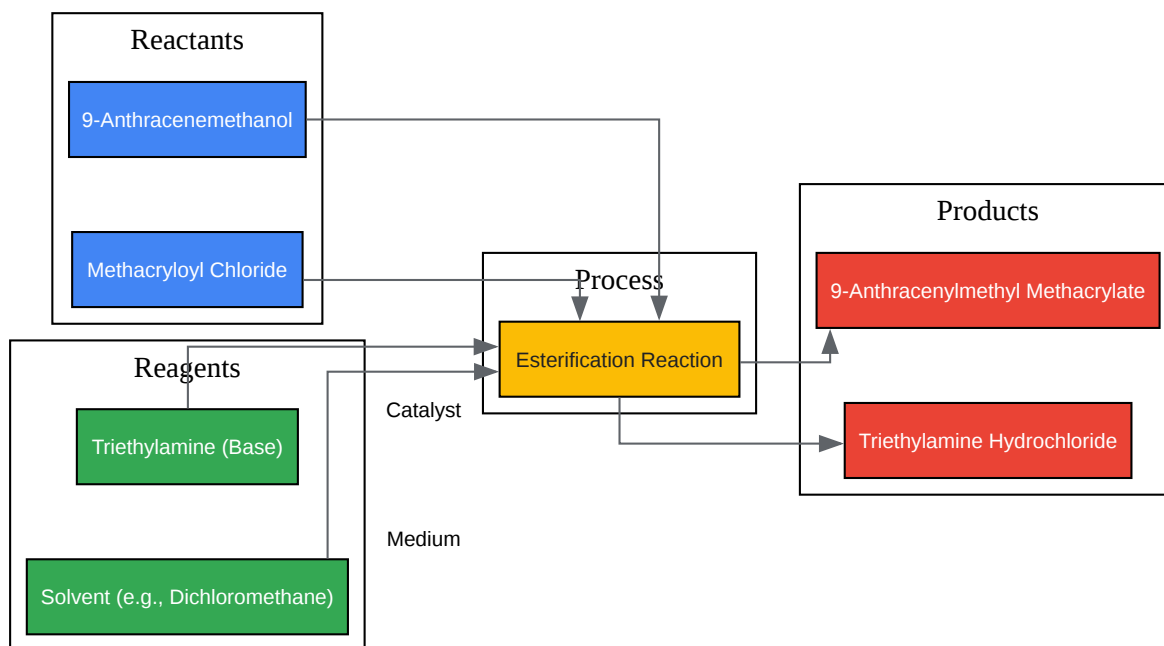 Reactants
9-Anthracenemethanol
Methacryloyl Chloride
Reagents
Triethylamine (Base)
Solvent (e.g., Dichloromethane)
Catalyst
Medium
Process
Esterification Reaction
Products
9-Anthracenylmethyl Methacrylate
Triethylamine Hydrochloride